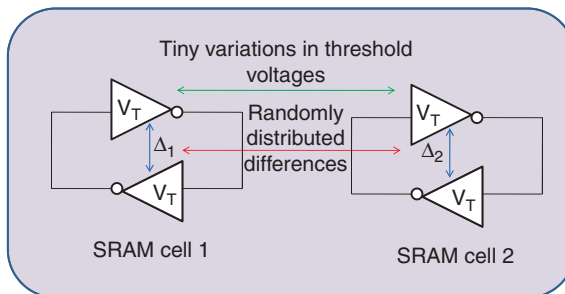 Tiny variations in threshold
voltages
V_T
V_T
Randomly
distributed
differences
Δ_1
Δ_2
V_T
V_T
SRAM cell 1
SRAM cell 2